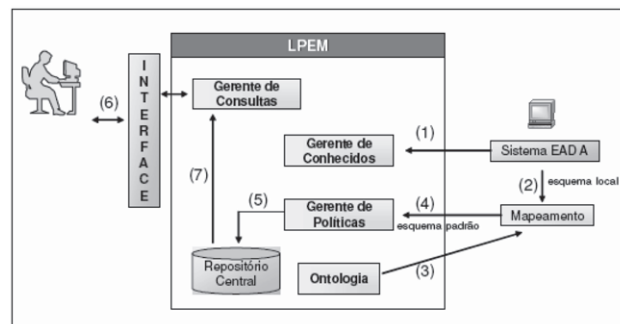 LPEM
INTERFACE
Gerente de
Consultas
(6)
Gerente de
Conhecidos
(1)
Sistema EAD A
(7)
(2)
esquema local
(5)
Gerente de
Políticas
(4)
esquema padrão
Mapeamento
Repositório
Central
Ontologia
(3)